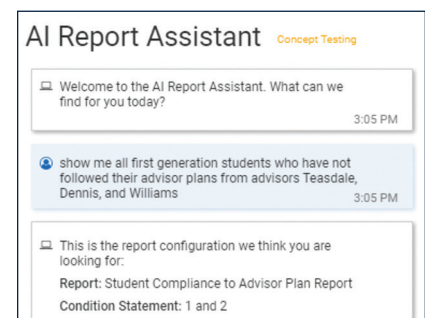 AI Report Assistant Concept Testing
Welcome to the AI Report Assistant. What can we
find for you today?
3:05 PM
show me all first generation students who have not
followed their advisor plans from advisors Teasdale,
Dennis, and Williams
3:05 PM
This is the report configuration we think you are
looking for:
Report: Student Compliance to Advisor Plan Report
Condition Statement: 1 and 2